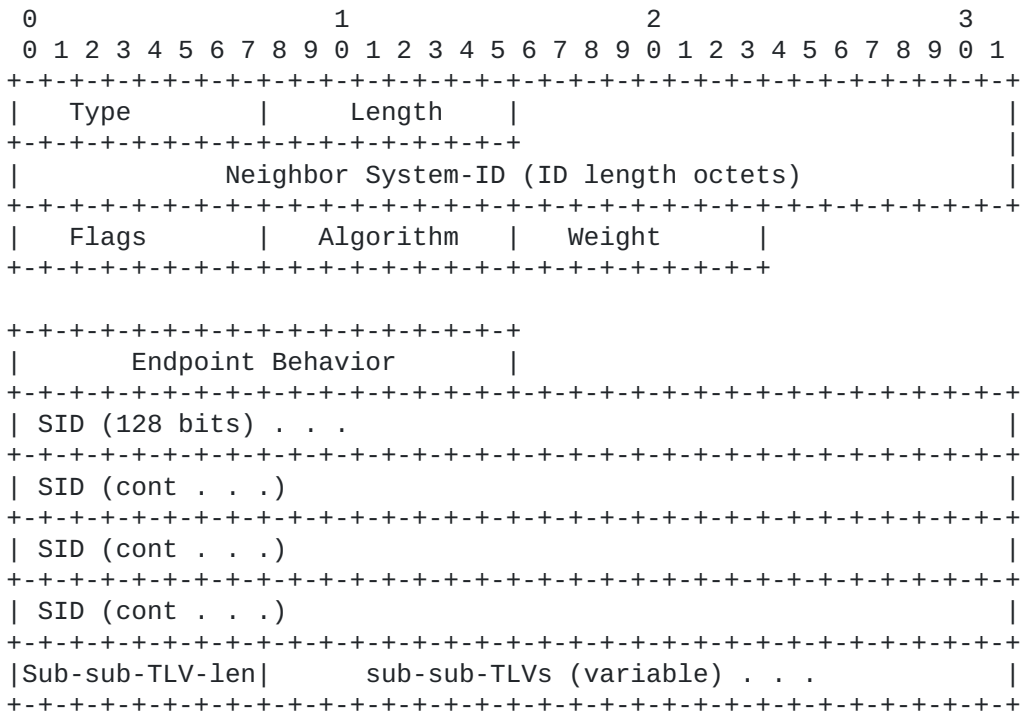 0                   1                   2                   3
 0 1 2 3 4 5 6 7 8 9 0 1 2 3 4 5 6 7 8 9 0 1 2 3 4 5 6 7 8 9 0 1
+-+-+-+-+-+-+-+-+-+-+-+-+-+-+-+-+-+-+-+-+-+-+-+-+-+-+-+-+-+-+-+-+
|   Type        |     Length    |                               |
+-+-+-+-+-+-+-+-+-+-+-+-+-+-+-+-+                               |
|             Neighbor System-ID (ID length octets)             |
+-+-+-+-+-+-+-+-+-+-+-+-+-+-+-+-+-+-+-+-+-+-+-+-+-+-+-+-+-+-+-+-+
|   Flags       |   Algorithm   |   Weight      |
+-+-+-+-+-+-+-+-+-+-+-+-+-+-+-+-+-+-+-+-+-+-+-+-+

+-+-+-+-+-+-+-+-+-+-+-+-+-+-+-+-+
|       Endpoint Behavior       |
+-+-+-+-+-+-+-+-+-+-+-+-+-+-+-+-+-+-+-+-+-+-+-+-+-+-+-+-+-+-+-+-+
| SID (128 bits) . . .                                          |
+-+-+-+-+-+-+-+-+-+-+-+-+-+-+-+-+-+-+-+-+-+-+-+-+-+-+-+-+-+-+-+-+
| SID (cont . . .)                                              |
+-+-+-+-+-+-+-+-+-+-+-+-+-+-+-+-+-+-+-+-+-+-+-+-+-+-+-+-+-+-+-+-+
| SID (cont . . .)                                              |
+-+-+-+-+-+-+-+-+-+-+-+-+-+-+-+-+-+-+-+-+-+-+-+-+-+-+-+-+-+-+-+-+
| SID (cont . . .)                                              |
+-+-+-+-+-+-+-+-+-+-+-+-+-+-+-+-+-+-+-+-+-+-+-+-+-+-+-+-+-+-+-+-+
|Sub-sub-TLV-len|      sub-sub-TLVs (variable) . . .            |
+-+-+-+-+-+-+-+-+-+-+-+-+-+-+-+-+-+-+-+-+-+-+-+-+-+-+-+-+-+-+-+-+